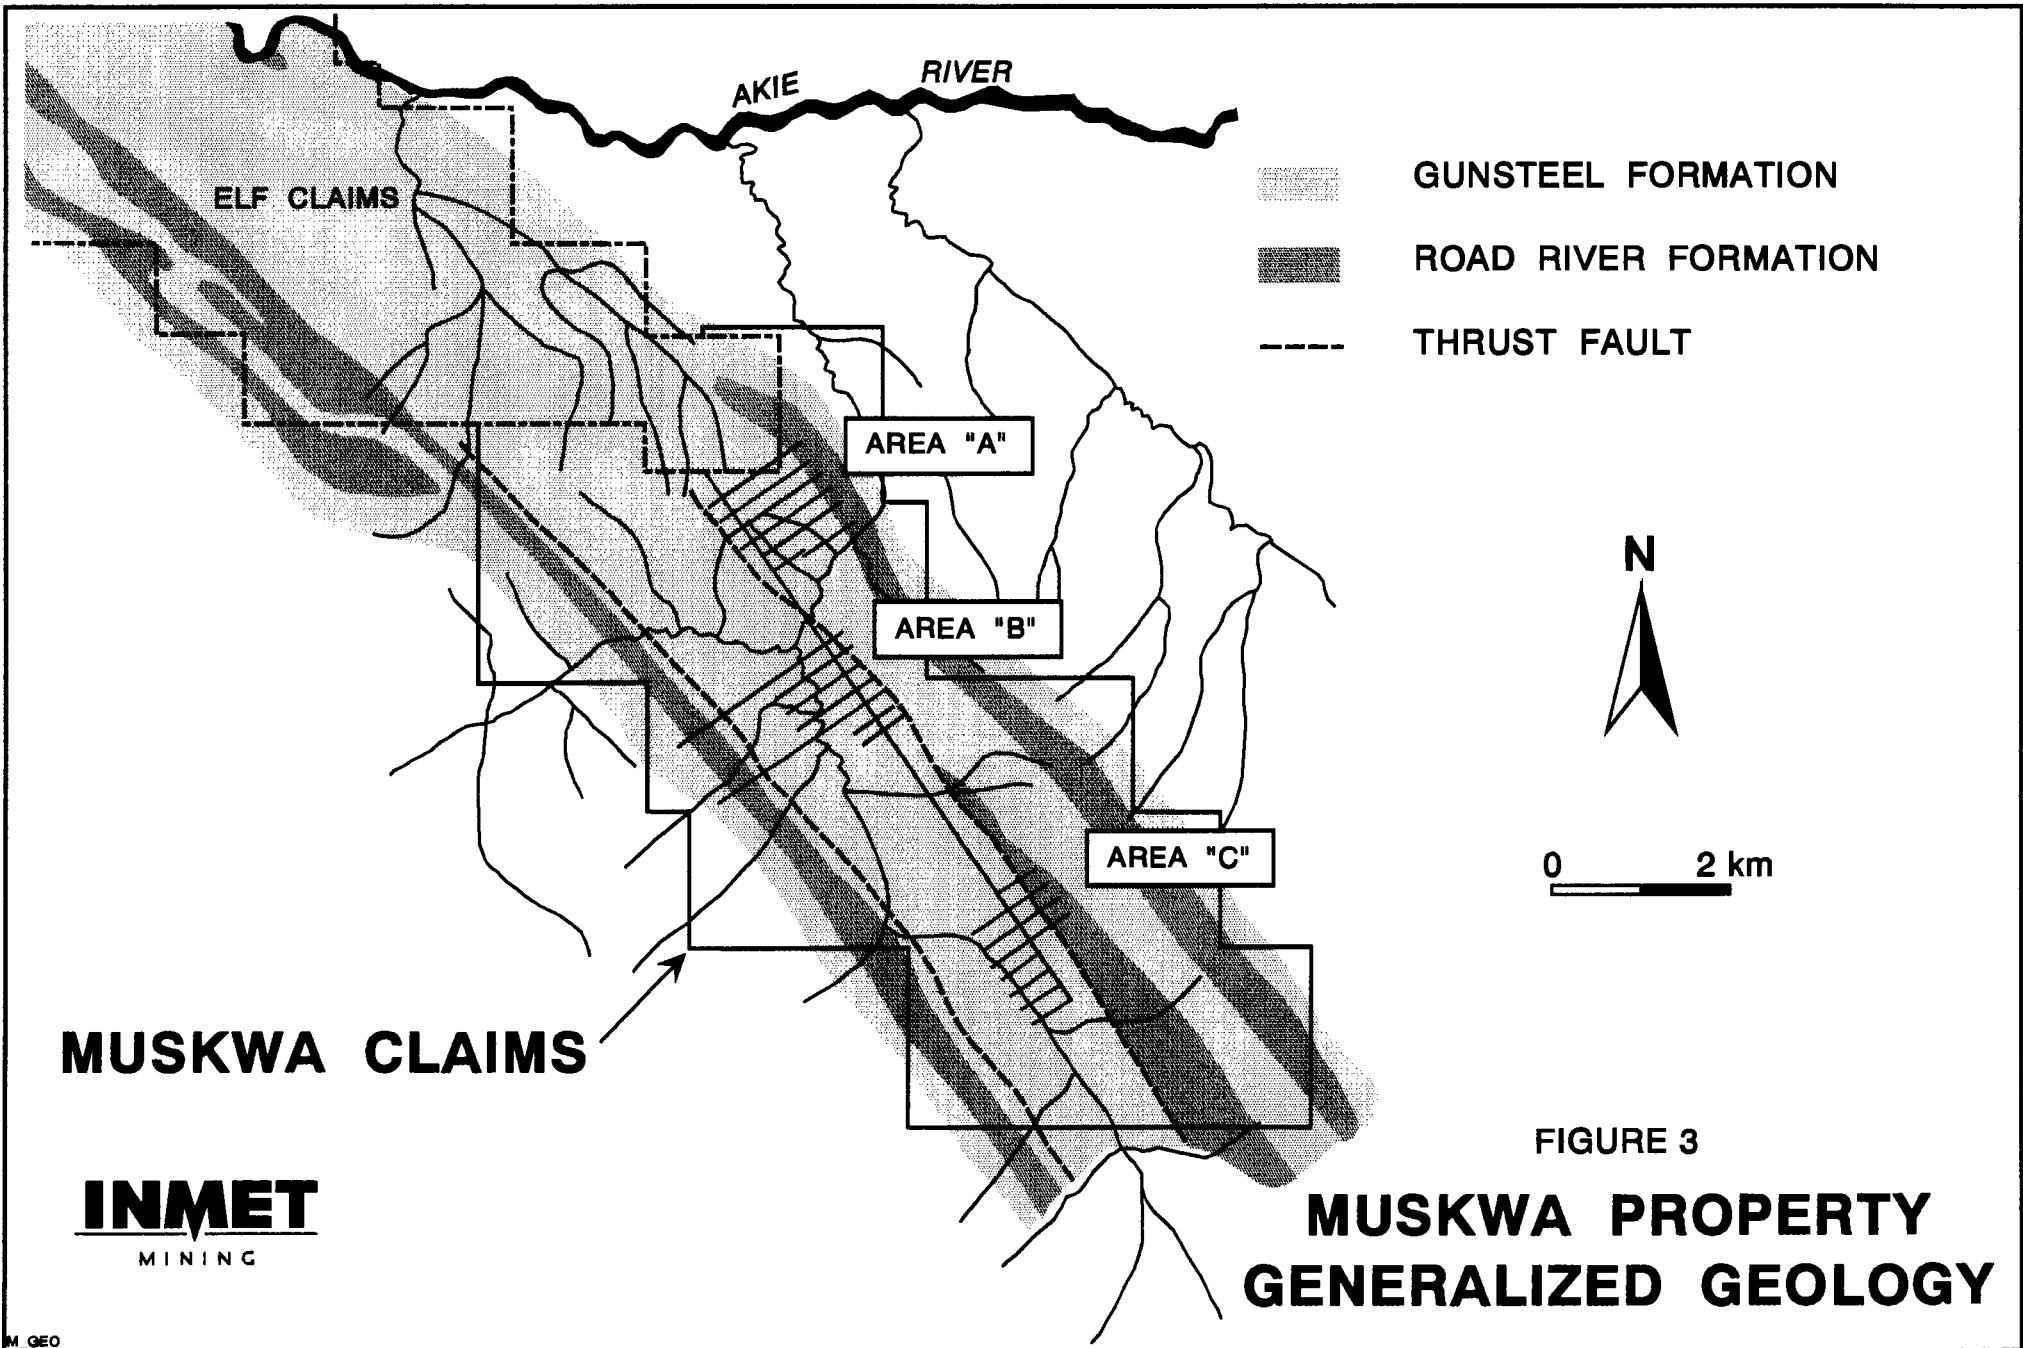 AKIE RIVER
GUNSTEEL FORMATION
ELF CLAIMS
ROAD RIVER FORMATION
THRUST FAULT
AREA "A"
N
AREA "B"
AREA "C"
0 2 km
MUSKWA CLAIMS
FIGURE 3
INMET
MINING
MUSKWA PROPERTY
GENERALIZED GEOLOGY
M_GEO